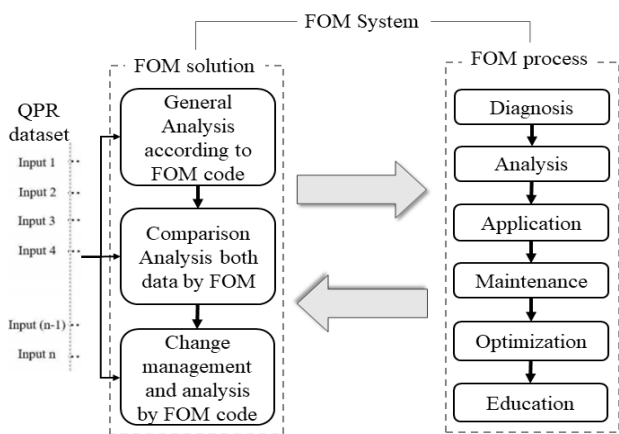 FOM System
FOM solution
FOM process
QPR
dataset
Input 1
Input 2
Input 3
Input 4
Input (n-1)
Input n
General
Analysis
according to
FOM code
Comparison
Analysis both
data by FOM
Change
management
and analysis
by FOM code
Diagnosis
Analysis
Application
Maintenance
Optimization
Education